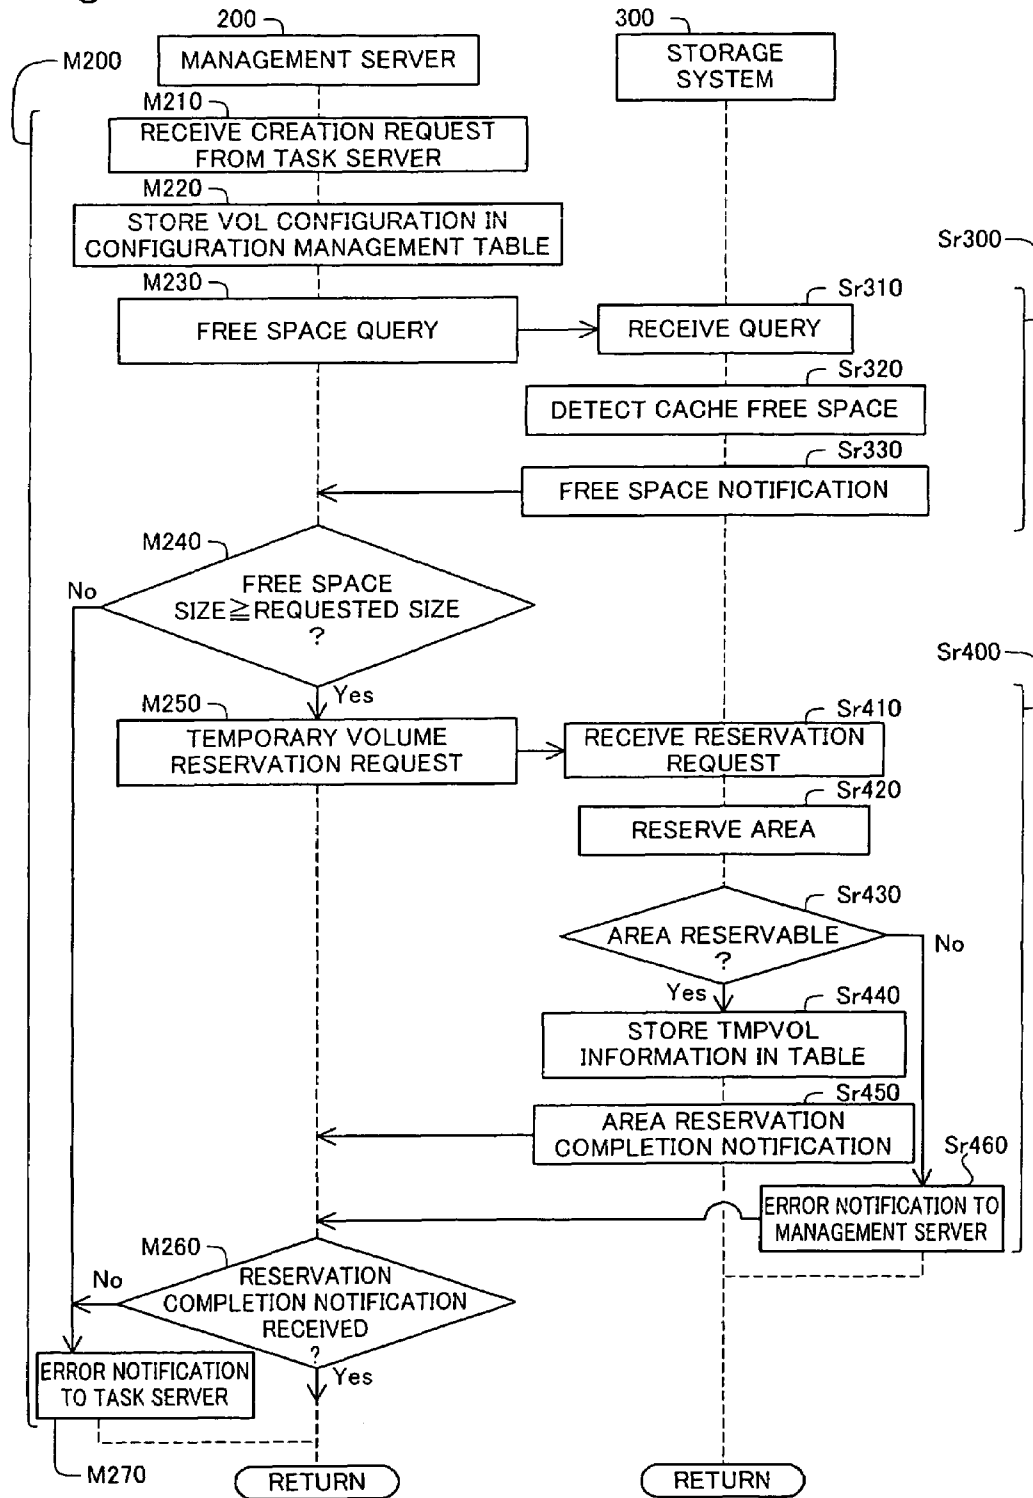 200
MANAGEMENT SERVER
300
STORAGE
SYSTEM
M200
M210
RECEIVE CREATION REQUEST
FROM TASK SERVER
M220
STORE VOL CONFIGURATION IN
CONFIGURATION MANAGEMENT TABLE
Sr300
M230
FREE SPACE QUERY
Sr310
RECEIVE QUERY
Sr320
DETECT CACHE FREE SPACE
Sr330
FREE SPACE NOTIFICATION
M240
No
FREE SPACE
SIZE≧REQUESTED SIZE
?
Yes
Sr400
M250
TEMPORARY VOLUME
RESERVATION REQUEST
Sr410
RECEIVE RESERVATION
REQUEST
Sr420
RESERVE AREA
Sr430
AREA RESERVABLE
?
No
Yes
Sr440
STORE TMPVOL
INFORMATION IN TABLE
Sr450
AREA RESERVATION
COMPLETION NOTIFICATION
Sr460
ERROR NOTIFICATION TO
MANAGEMENT SERVER
M260
No
RESERVATION
COMPLETION NOTIFICATION
RECEIVED
?
Yes
ERROR NOTIFICATION
TO TASK SERVER
M270
RETURN
RETURN